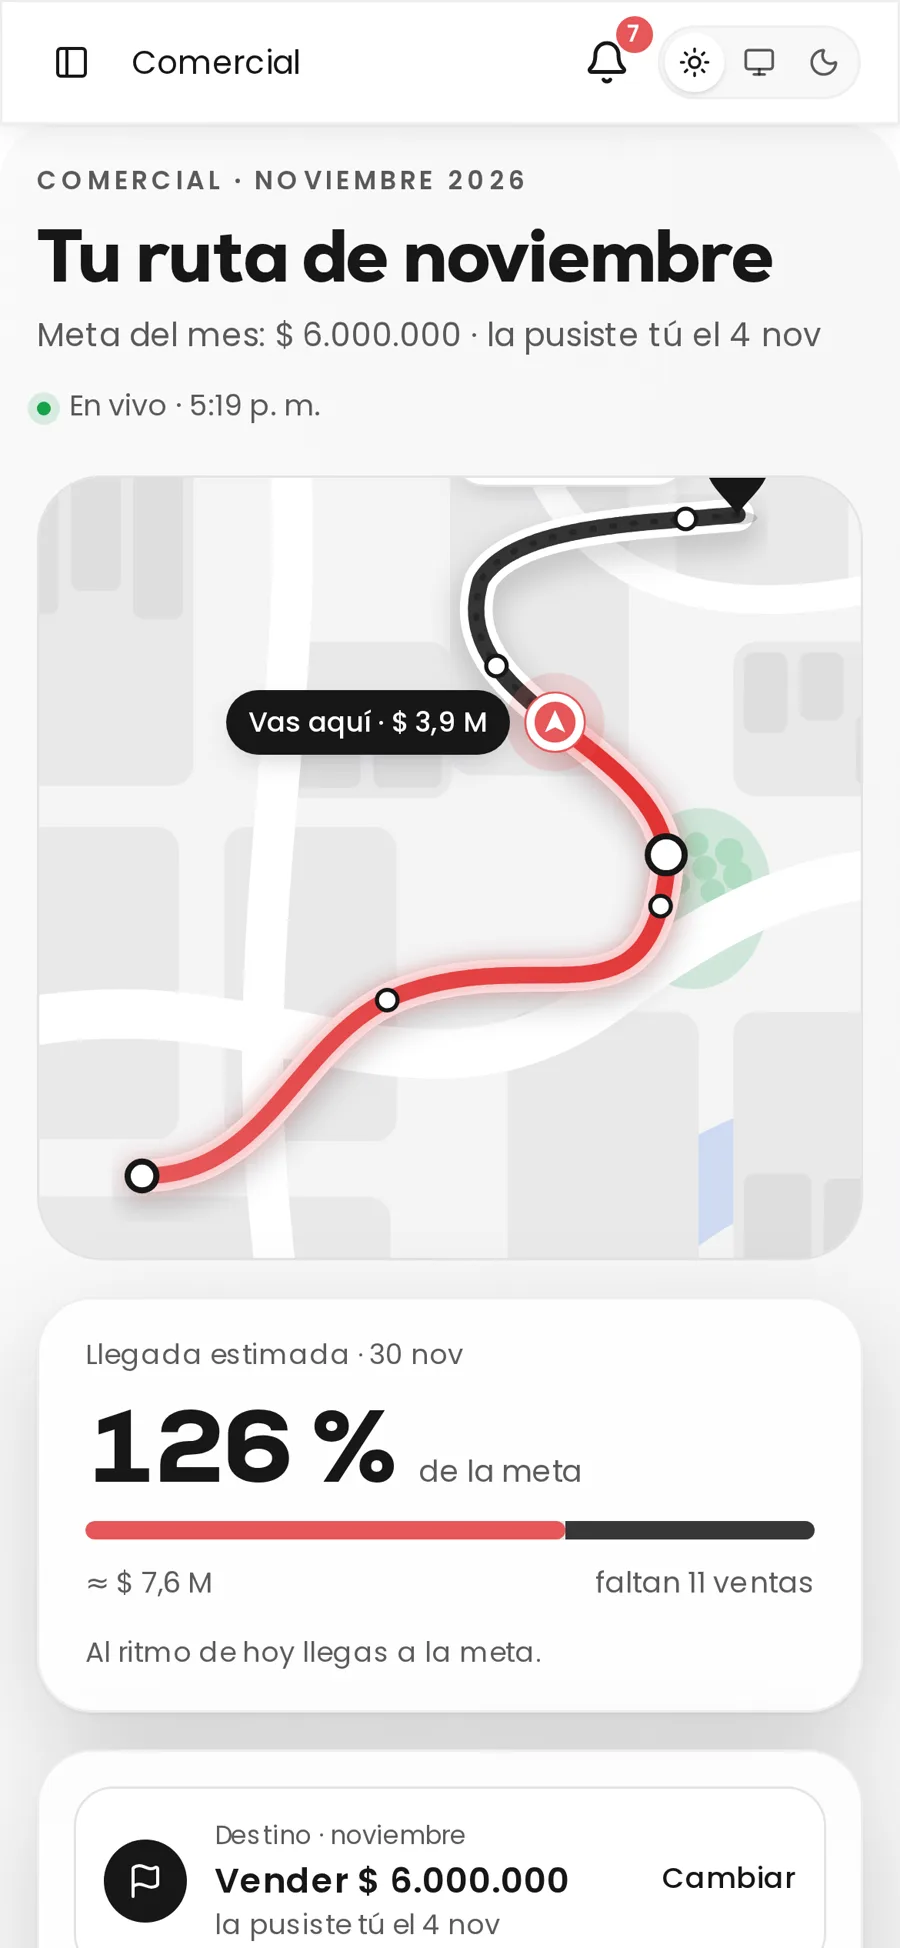 Comercial
7
COMERCIAL · NOVIEMBRE 2026
Tu ruta de noviembre
Meta del mes: $ 6.000.000 · la pusiste tú el 4 nov
En vivo · 5:19 p. m.
Vas aquí · $ 3,9 M
Llegada estimada · 30 nov
126 % de la meta
≈ $ 7,6 M faltan 11 ventas
Al ritmo de hoy llegas a la meta.
Destino · noviembre
Vender $ 6.000.000
Cambiar
la pusiste tú el 4 nov